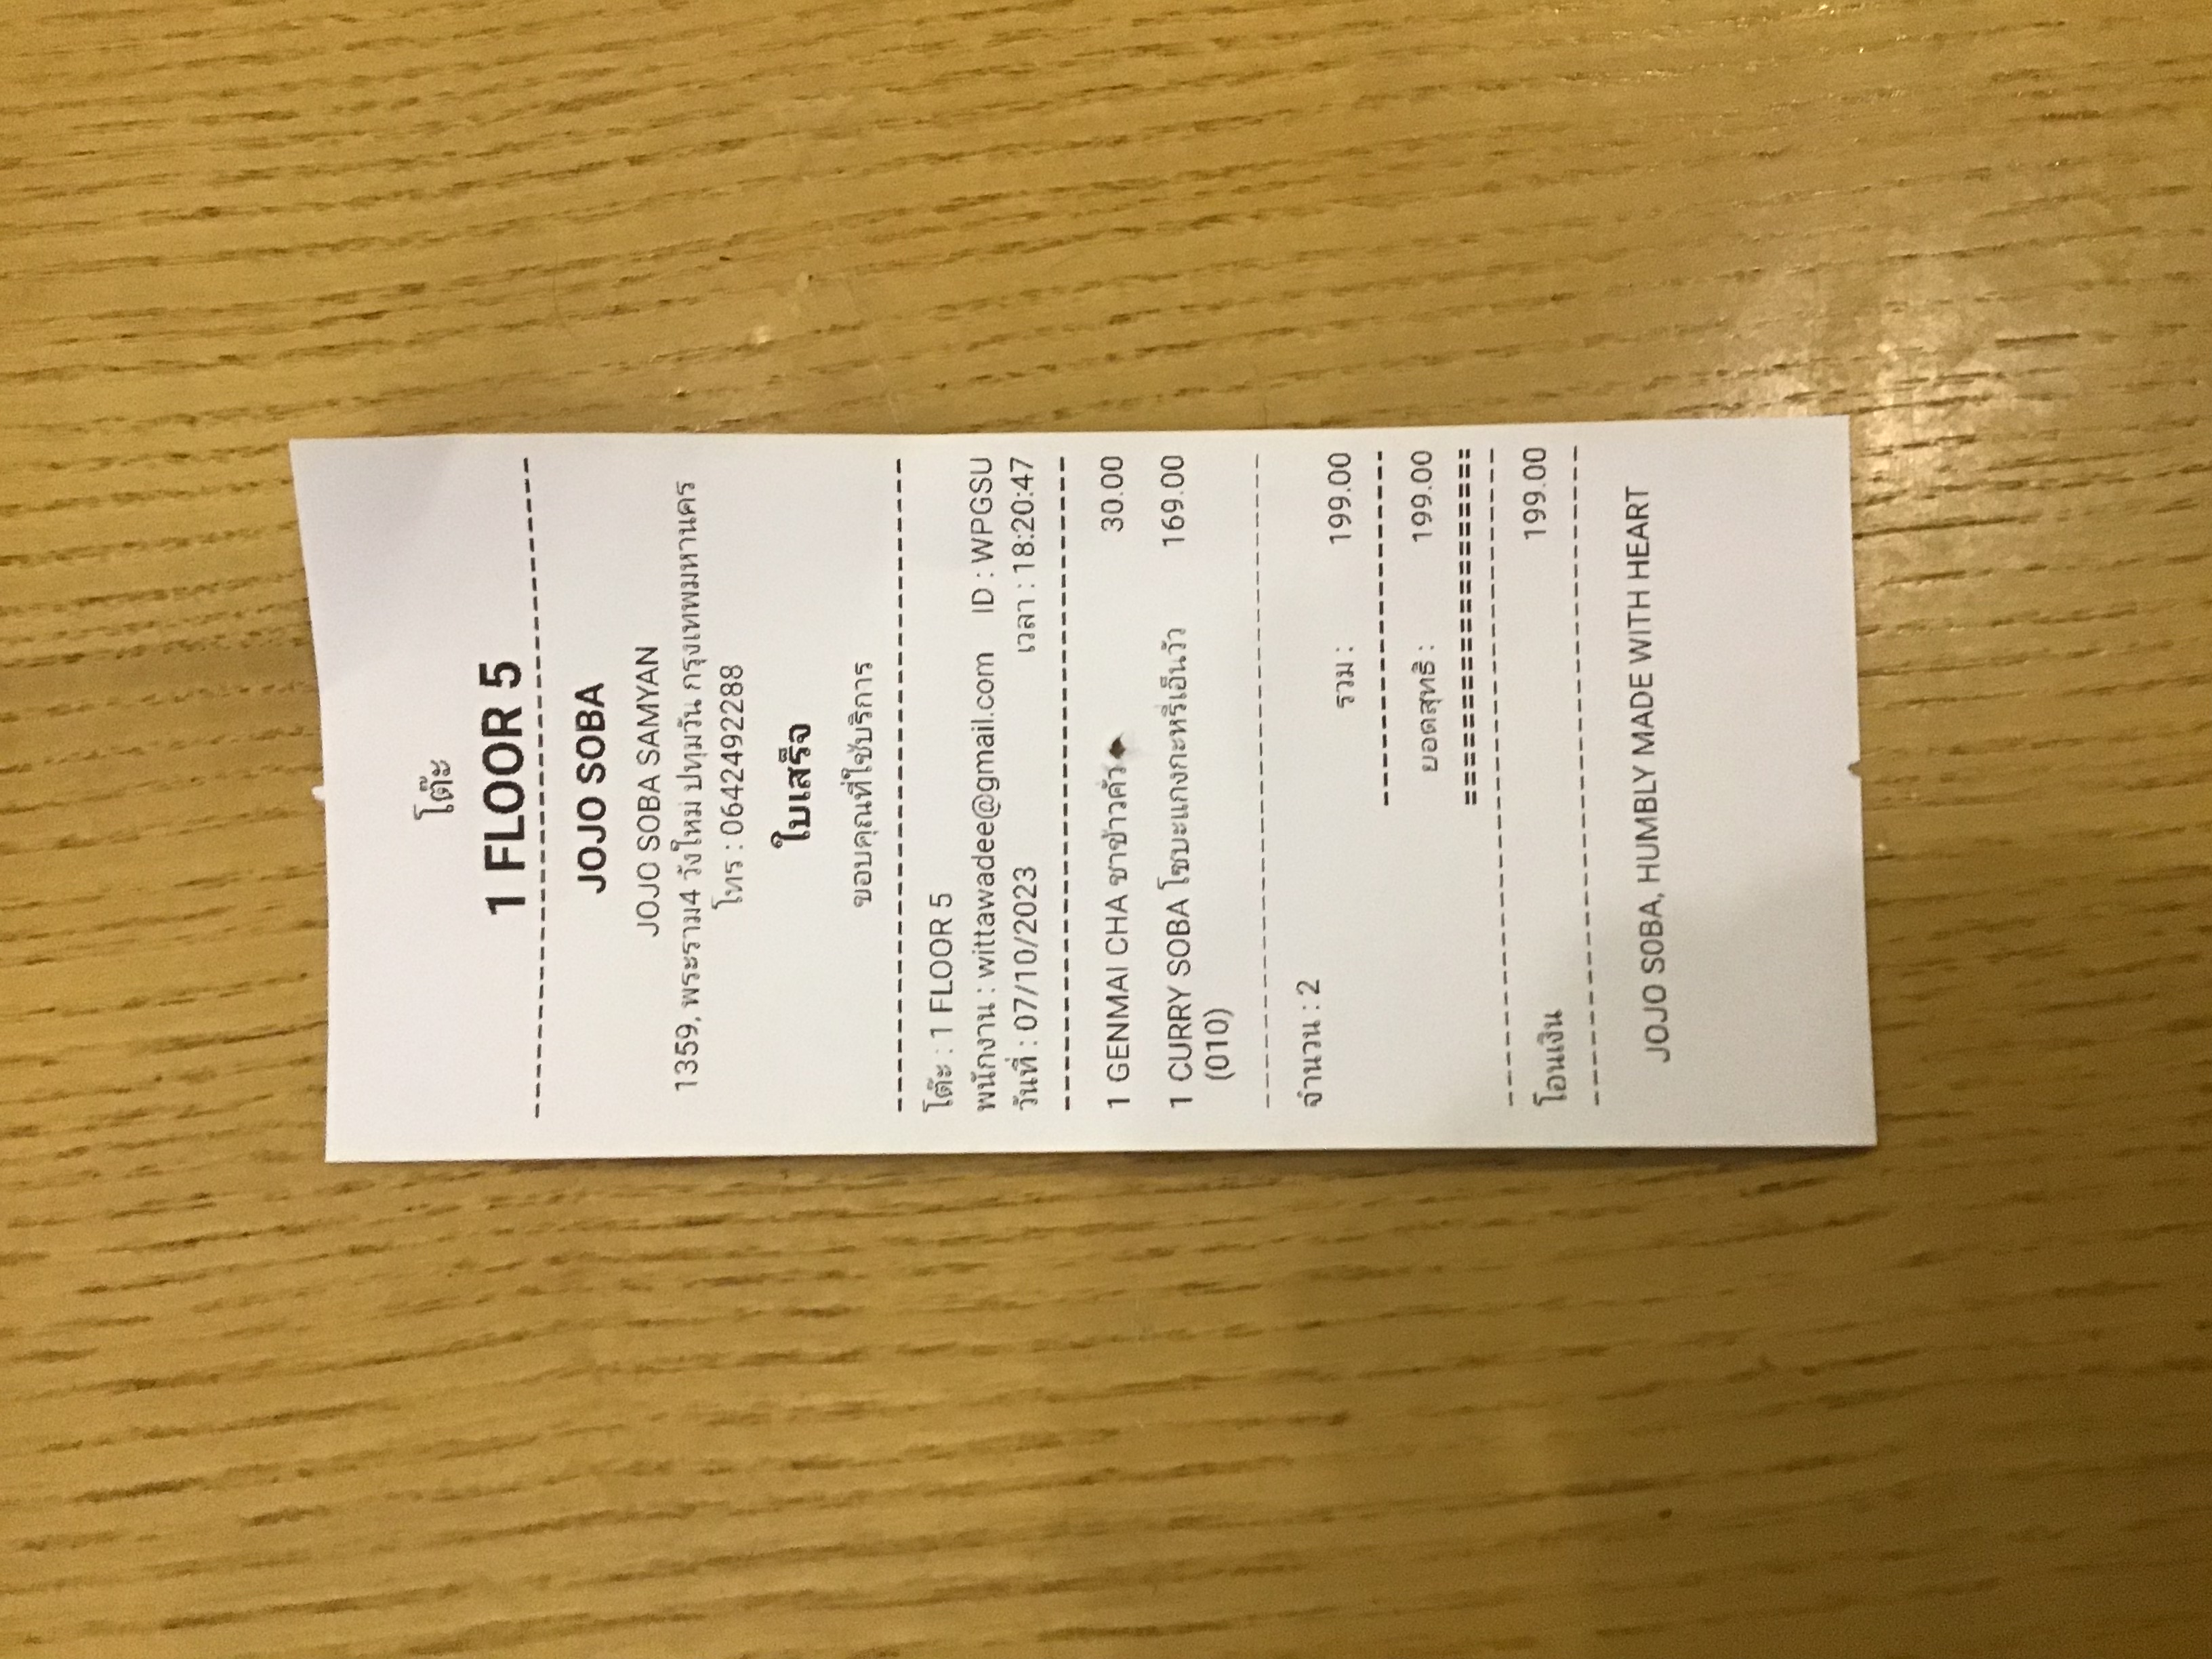 โต๊ะ
1 FLOOR 5
JOJO SOBA
JOJO SOBA SAMYAN
1359, พระราม4 วังใหม่ ปทุมวัน กรุงเทพมหานคร
โทร : 0642492288
ใบเสร็จ
ขอบคุณที่ใช้บริการ
โต๊ะ : 1 FLOOR 5
พนักงาน : wittawadee@gmail.com ID : WPGSU
วันที่ : 07/10/2023 เวลา : 18:20:47
1 GENMAI CHA ชาข้าวคั่ว 30.00
1 CURRY SOBA โซบะแกงกะหรี่เอ็นวัว 169.00
(010)
จำนวน : 2
รวม : 199.00
ยอดสุทธิ : 199.00
โอนเงิน 199.00
JOJO SOBA, HUMBLY MADE WITH HEART